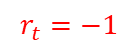 r_t = −1